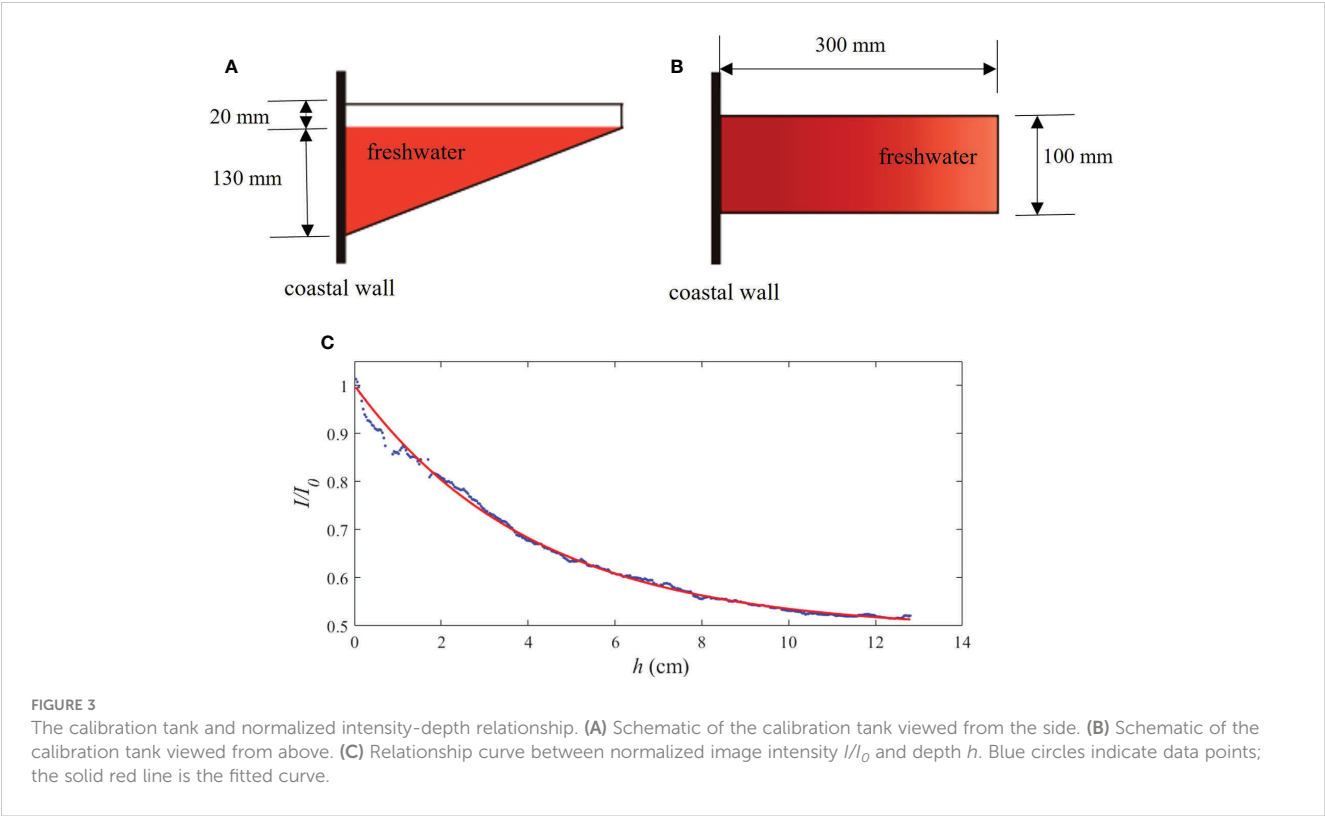 A
20 mm
130 mm
freshwater
coastal wall
B
300 mm
freshwater
100 mm
coastal wall
C
1
0.9
0.8
0.7
0.6
0.5
I/I0
0 2 4 6 8 10 12 14
h (cm)
FIGURE 3
The calibration tank and normalized intensity-depth relationship. (A) Schematic of the calibration tank viewed from the side. (B) Schematic of the
calibration tank viewed from above. (C) Relationship curve between normalized image intensity I/I0 and depth h. Blue circles indicate data points;
the solid red line is the fitted curve.